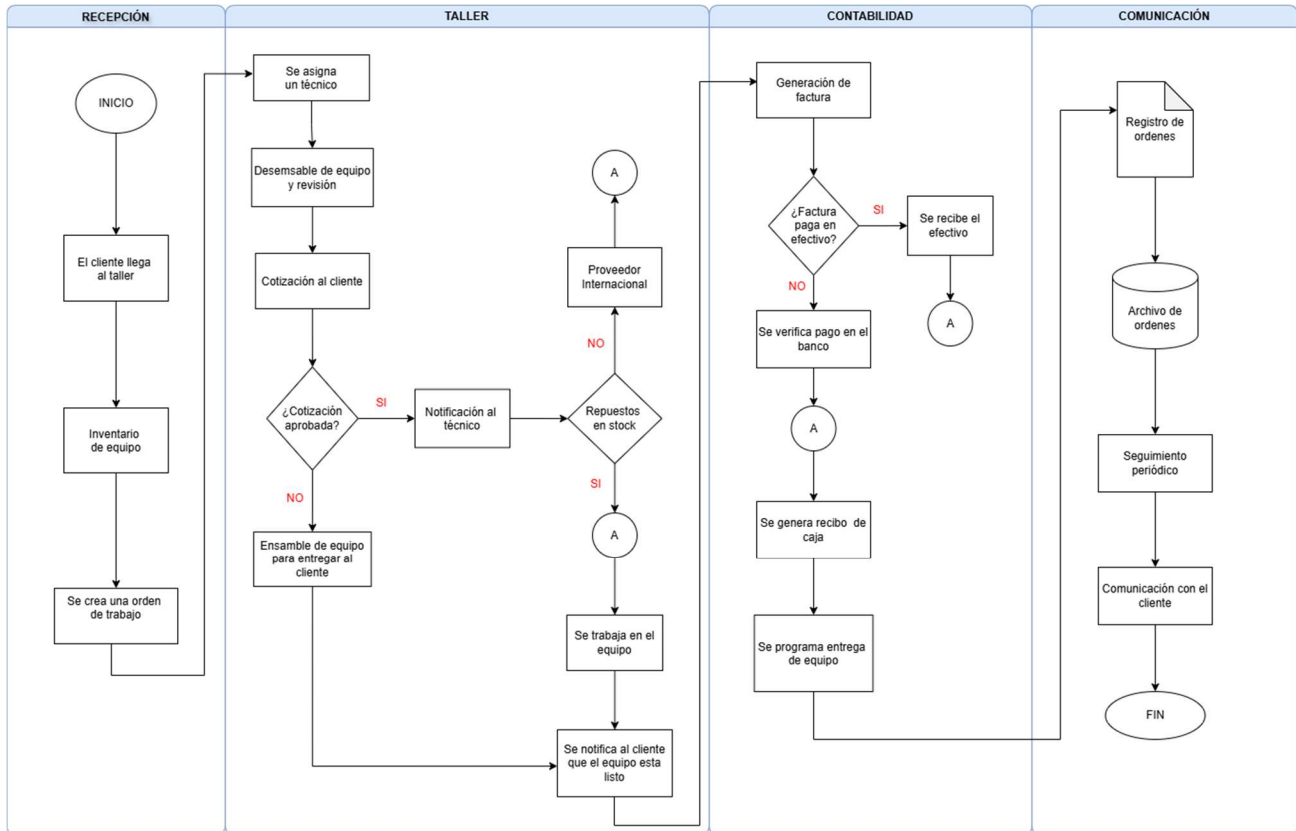 RECEPCIÓN
TALLER
CONTABILIDAD
COMUNICACIÓN
INICIO
El cliente llega
al taller
Inventario
de equipo
Se crea una orden
de trabajo
Se asigna
un técnico
Desemsable de equipo
y revisión
Cotización al cliente
¿Cotización
aprobada?
SI
NO
Notificación al
técnico
Repuestos
en stock
NO
SI
Proveedor
Internacional
A
A
Ensamble de equipo
para entregar al
cliente
Se trabaja en el
equipo
Se notifica al cliente
que el equipo esta
listo
Generación de
factura
¿Factura
paga en
efectivo?
SI
NO
Se recibe el
efectivo
A
Se verifica pago en el
banco
A
Se genera recibo de
caja
Se programa entrega
de equipo
Registro de
ordenes
Archivo de
ordenes
Seguimiento
periódico
Comunicación con el
cliente
FIN